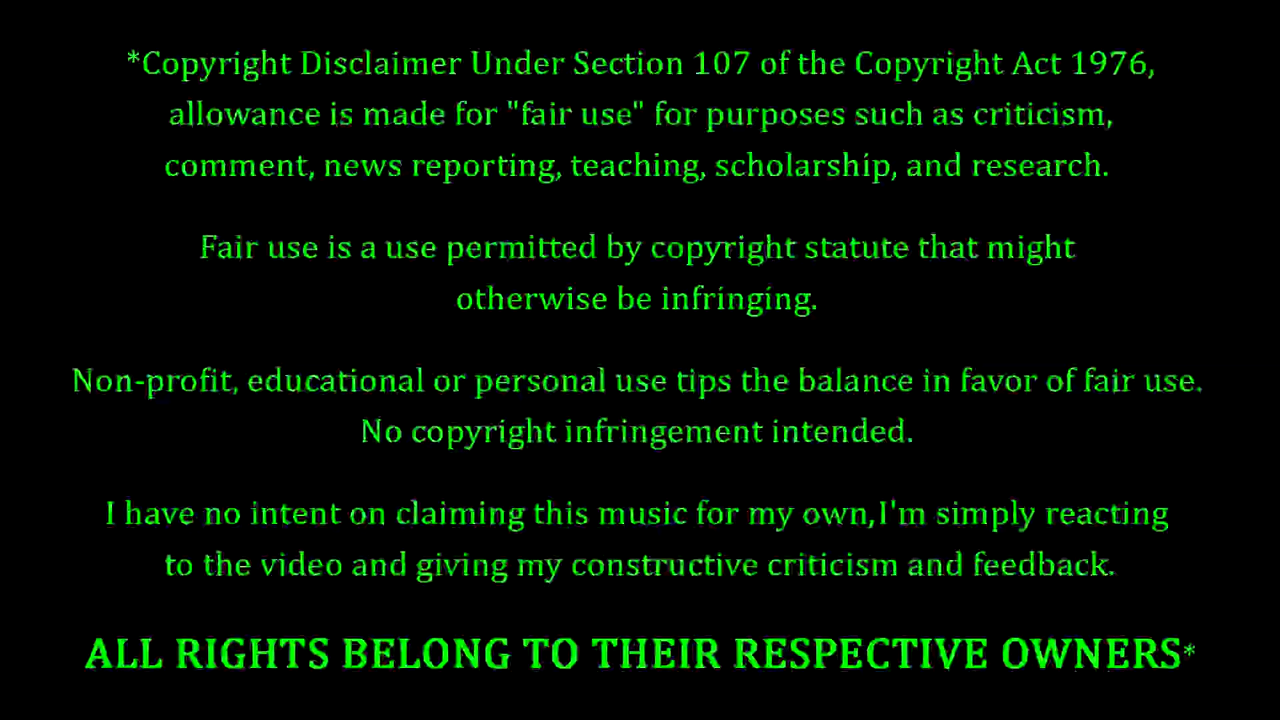 *Copyright Disclaimer Under Section 107 of the Copyright Act 1976,
allowance is made for "fair use" for purposes such as criticism,
comment, news reporting, teaching, scholarship, and research.
Fair use is a use permitted by copyright statute that might
otherwise be infringing.
Non-profit, educational or personal use tips the balance in favor of fair use.
No copyright infringement intended.
I have no intent on claiming this music for my own,I'm simply reacting
to the video and giving my constructive criticism and feedback.
ALL RIGHTS BELONG TO THEIR RESPECTIVE OWNERS*